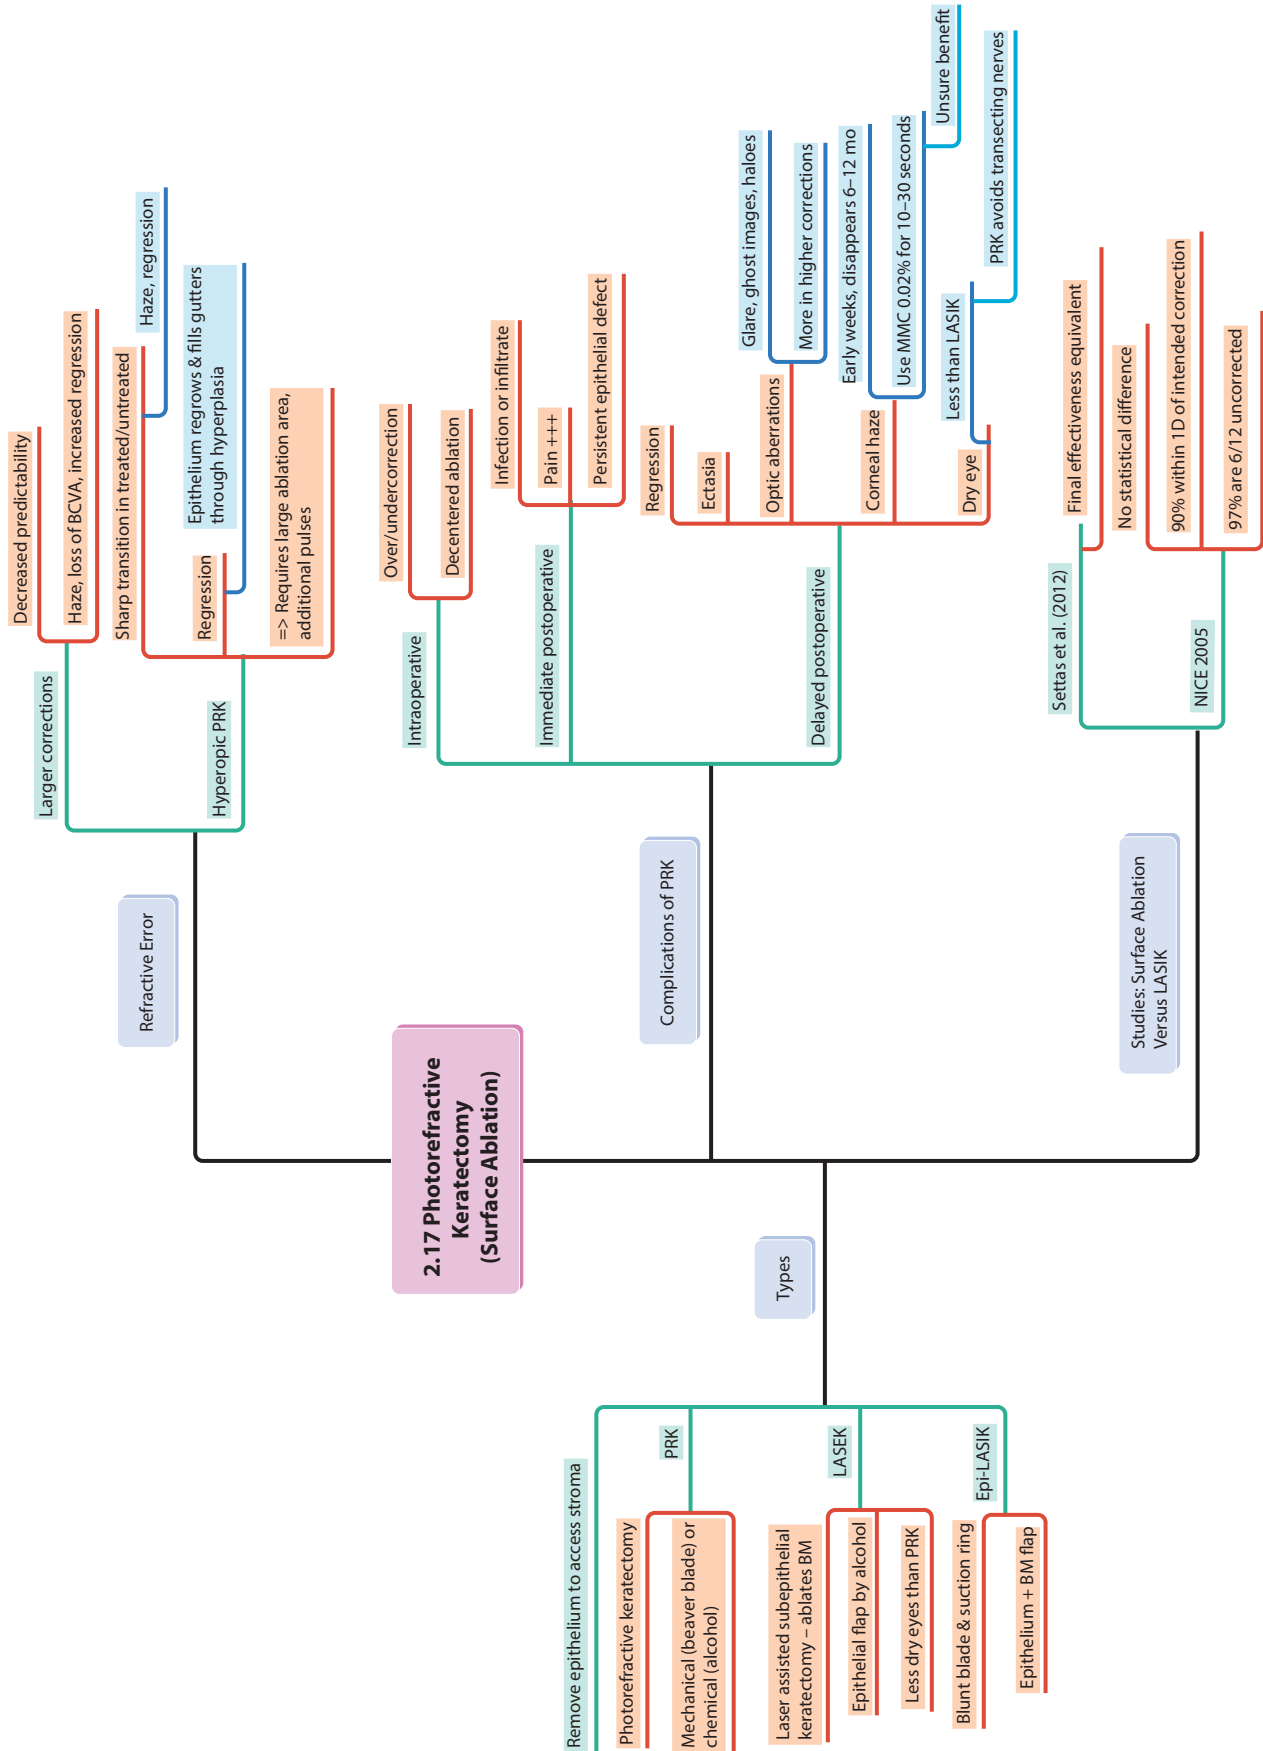 2.17 Photorefractive
Keratectomy
(Surface Ablation)
Refractive Error
Larger corrections
Decreased predictability
Haze, loss of BCVA, increased regression
Hyperopic PRK
Sharp transition in treated/untreated
Haze, regression
Regression
Epithelium regrows & fills gutters
through hyperplasia
=> Requires large ablation area,
additional pulses
Complications of PRK
Intraoperative
Over/undercorrection
Decentered ablation
Immediate postoperative
Infection or infiltrate
Pain +++
Persistent epithelial defect
Delayed postoperative
Regression
Ectasia
Optic aberrations
Glare, ghost images, haloes
More in higher corrections
Corneal haze
Early weeks, disappears 6–12 mo
Use MMC 0.02% for 10–30 seconds
Unsure benefit
Dry eye
Less than LASIK
PRK avoids transecting nerves
Studies: Surface Ablation
Versus LASIK
Settas et al. (2012)
Final effectiveness equivalent
NICE 2005
No statistical difference
90% within 1D of intended correction
97% are 6/12 uncorrected
Types
Remove epithelium to access stroma
PRK
Photorefractive keratectomy
Mechanical (beaver blade) or
chemical (alcohol)
LASEK
Laser assisted subepithelial
keratectomy – ablates BM
Epithelial flap by alcohol
Less dry eyes than PRK
Epi-LASIK
Blunt blade & suction ring
Epithelium + BM flap